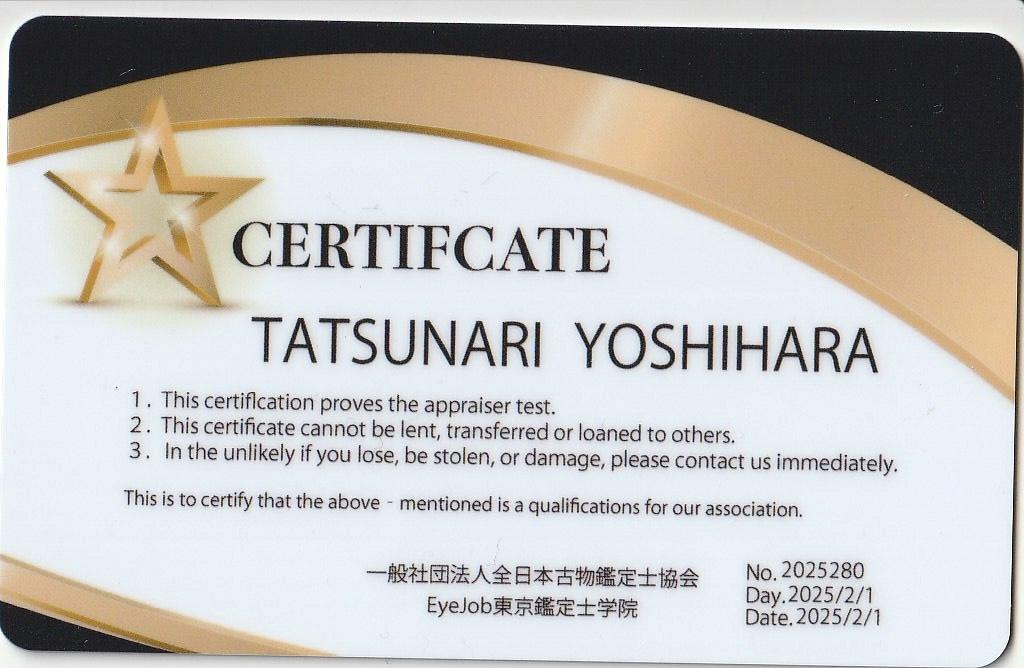 CERTIFCATE
TATSUNARI YOSHIHARA
1. This certiflcation proves the appraiser test.
2. This certificate cannot be lent, transferred or loaned to others.
3. In the unlikely if you lose, be stolen, or damage, please contact us immediately.
This is to certify that the above - mentioned is a qualifications for our association.
一般社団法人全日本古物鑑定士協会
EyeJob東京鑑定士学院
No. 2025280
Day. 2025/2/1
Date. 2025/2/1